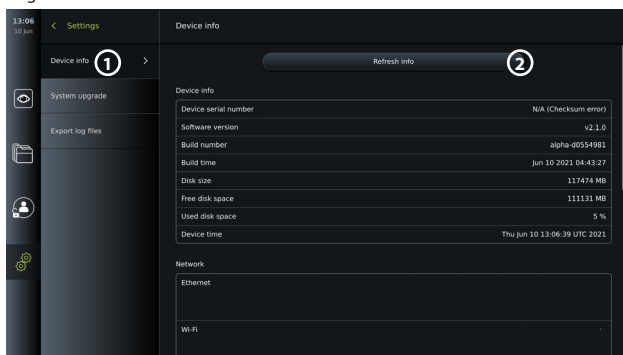 13:06
10 Jun
Settings
Device info
Device info
1
System upgrade
Export log files
Refresh info
2
Device info
Device serial number N/A (Checksum error)
Software version v2.1.0
Build number alpha-d0554981
Build time Jun 10 2021 04:43:27
Disk size 117474 MB
Free disk space 111131 MB
Used disk space 5 %
Device time Thu Jun 10 13:06:39 UTC 2021
Network
Ethernet
Wi-Fi